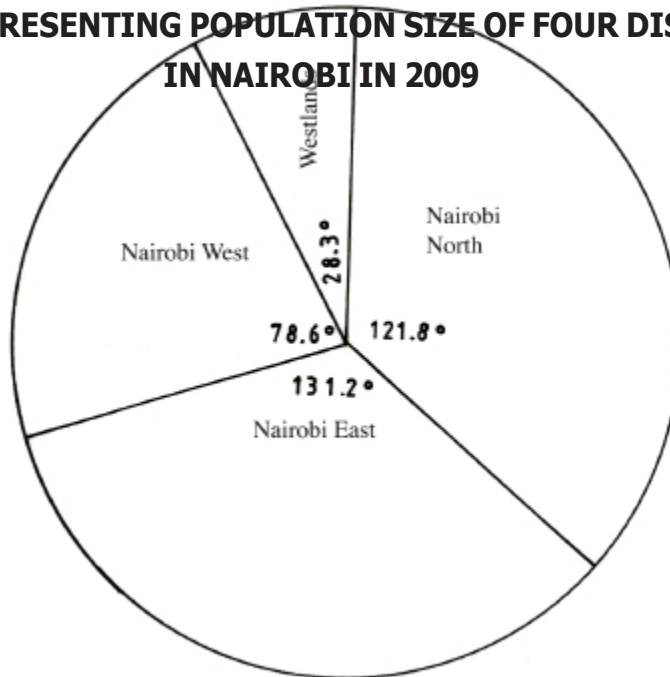 RESENTING POPULATION SIZE OF FOUR DIS
IN NAIROBI IN 2009
Nairobi
North
Nairobi West
28.3°
78.6°
121.8°
131.2°
Nairobi East